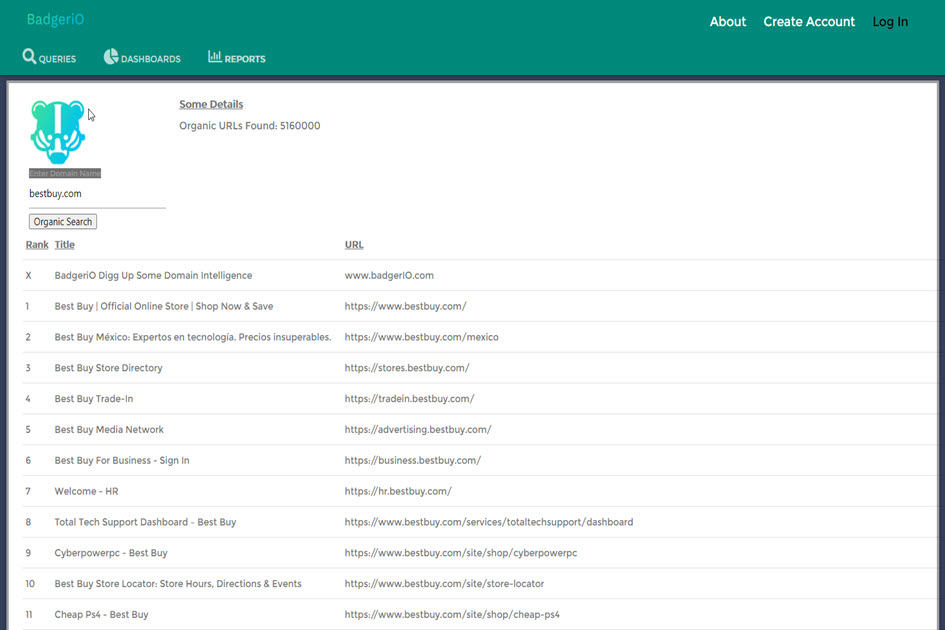 BadgeriO
About Create Account Log In
QUERIES DASHBOARDS REPORTS
Some Details
Organic URLs Found: 5160000
Enter Domain Name
bestbuy.com
Organic Search
Rank Title URL
X BadgeriO Digg Up Some Domain Intelligence www.badgerIO.com
1 Best Buy | Official Online Store | Shop Now & Save https://www.bestbuy.com/
2 Best Buy México: Expertos en tecnología. Precios insuperables. https://www.bestbuy.com/mexico
3 Best Buy Store Directory https://stores.bestbuy.com/
4 Best Buy Trade-In https://tradein.bestbuy.com/
5 Best Buy Media Network https://advertising.bestbuy.com/
6 Best Buy For Business - Sign In https://business.bestbuy.com/
7 Welcome - HR https://hr.bestbuy.com/
8 Total Tech Support Dashboard - Best Buy https://www.bestbuy.com/services/totaltechsupport/dashboard
9 Cyberpowerpc - Best Buy https://www.bestbuy.com/site/shop/cyberpowerpc
10 Best Buy Store Locator: Store Hours, Directions & Events https://www.bestbuy.com/site/store-locator
11 Cheap Ps4 - Best Buy https://www.bestbuy.com/site/shop/cheap-ps4